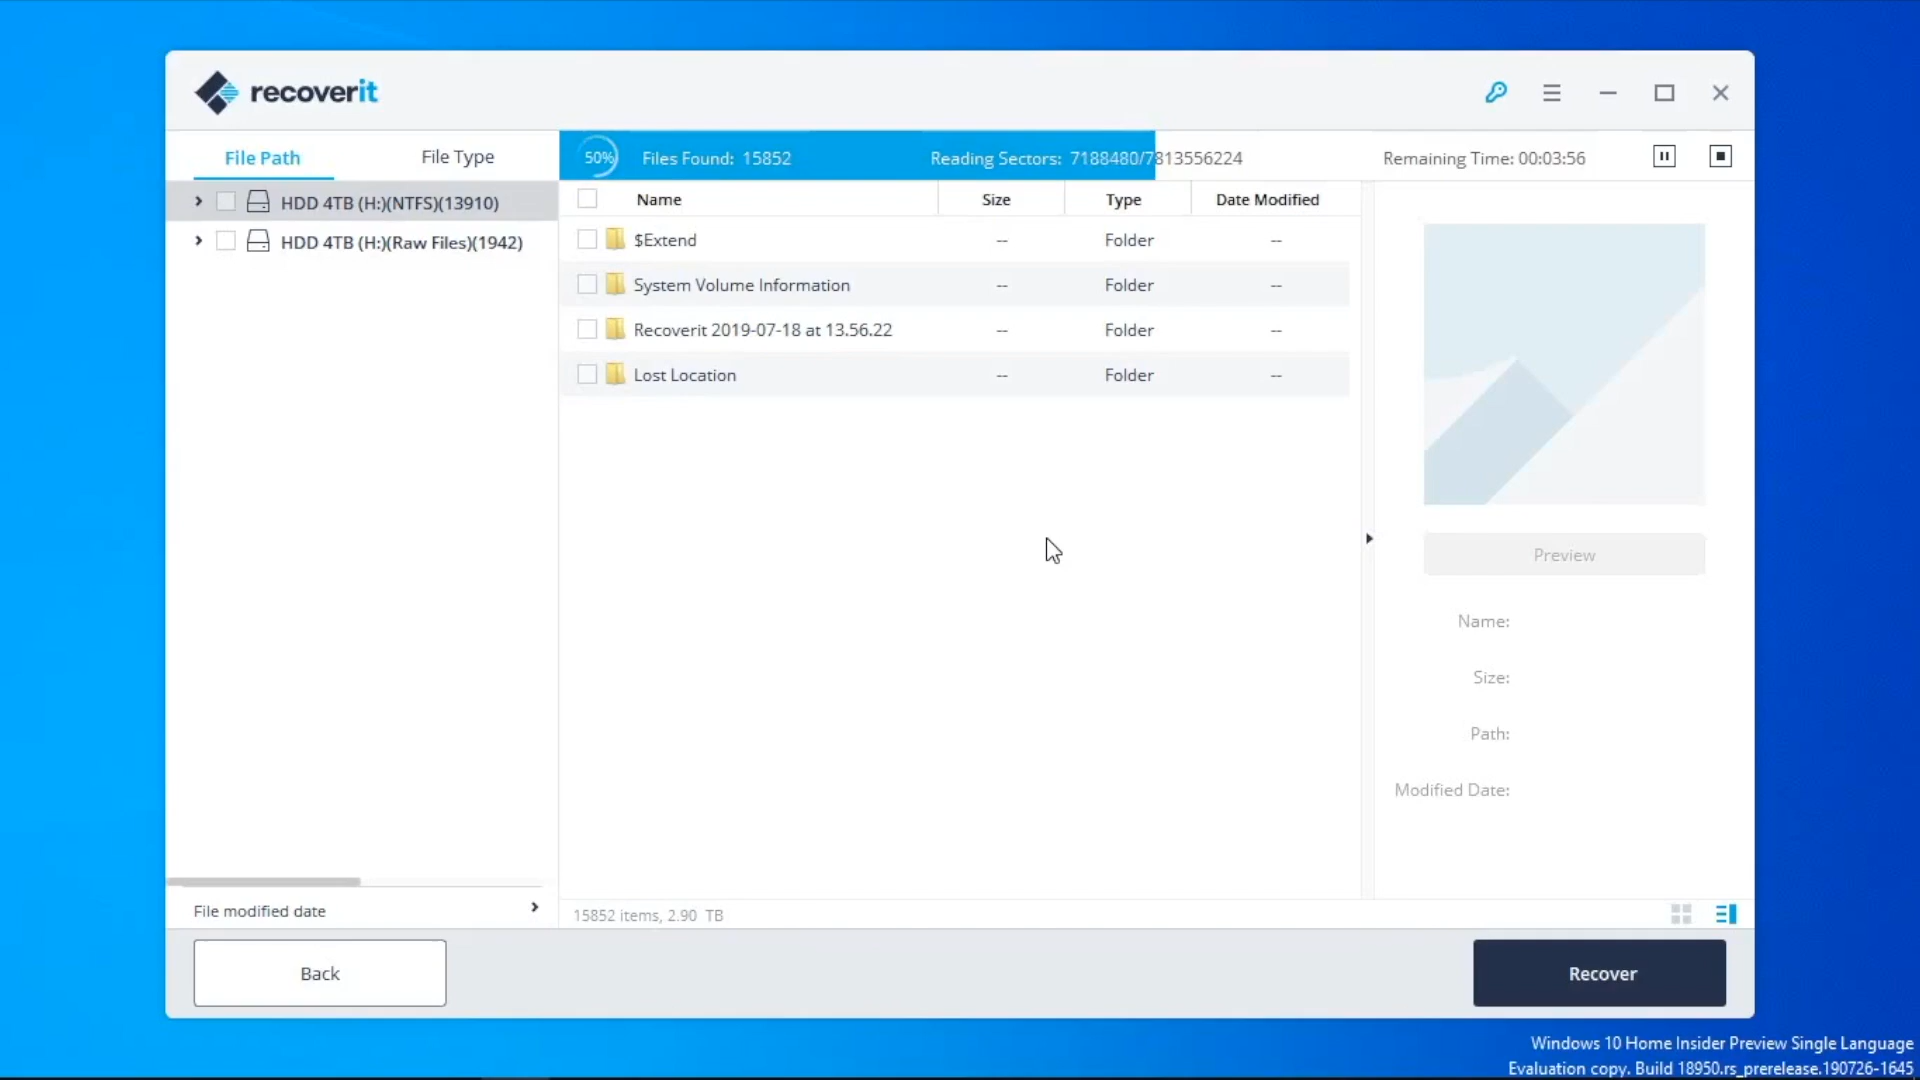 recoverit
File Path File Type
50% Files Found: 15852 Reading Sectors: 7188480/7813556224 Remaining Time: 00:03:56
HDD 4TB (H:)(NTFS)(13910)
HDD 4TB (H:)(Raw Files)(1942)
Name Size Type Date Modified
$Extend -- Folder --
System Volume Information -- Folder --
Recoverit 2019-07-18 at 13.56.22 -- Folder --
Lost Location -- Folder --
Preview
Name:
Size:
Path:
Modified Date:
File modified date
15852 items, 2.90 TB
Back
Recover
Windows 10 Home Insider Preview Single Language
Evaluation copy. Build 18950.rs_prerelease.190726-1645